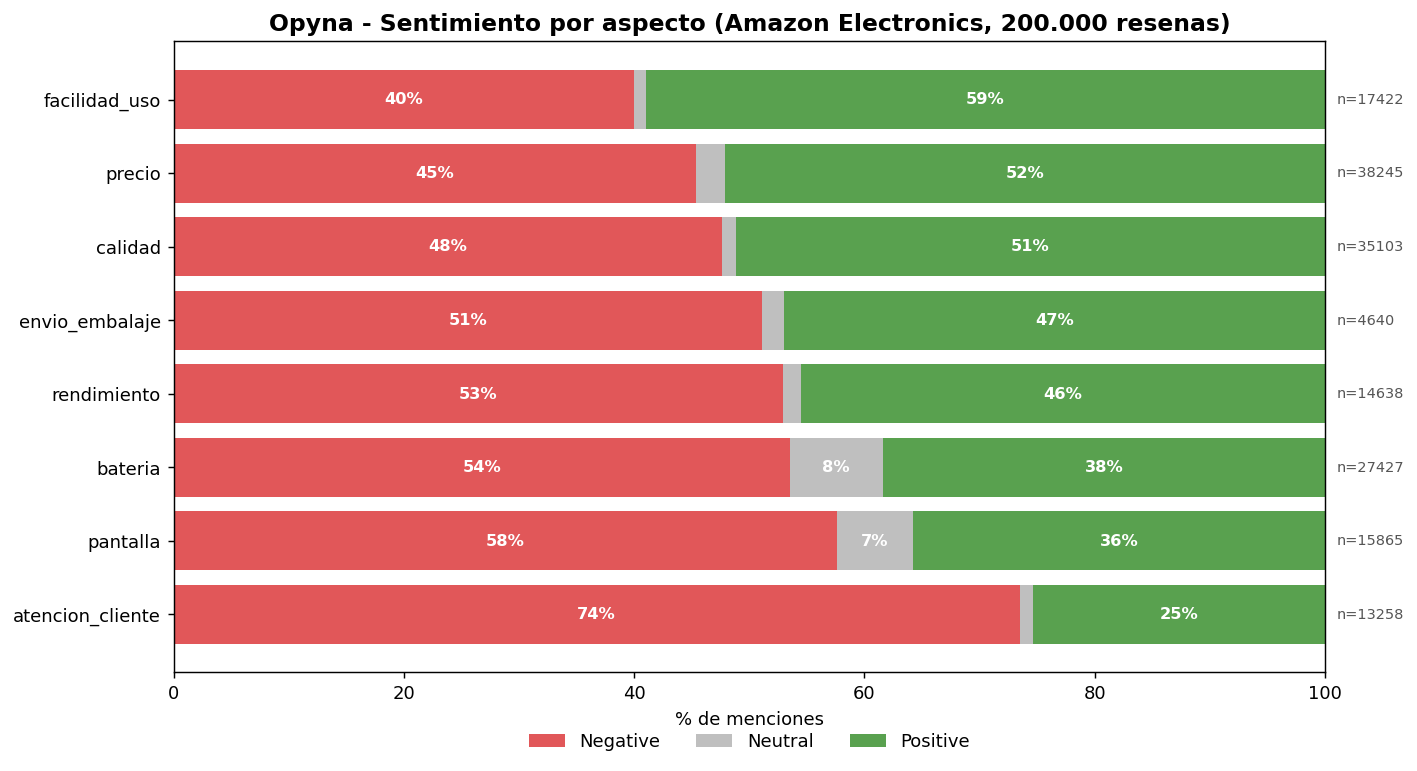 Opyna - Sentimiento por aspecto (Amazon Electronics, 200.000 resenas)
facilidad_uso 40% 59% n=17422
precio 45% 52% n=38245
calidad 48% 51% n=35103
envio_embalaje 51% 47% n=4640
rendimiento 53% 46% n=14638
bateria 54% 8% 38% n=27427
pantalla 58% 7% 36% n=15865
atencion_cliente 74% 25% n=13258
0 20 40 60 80 100
% de menciones
Negative Neutral Positive